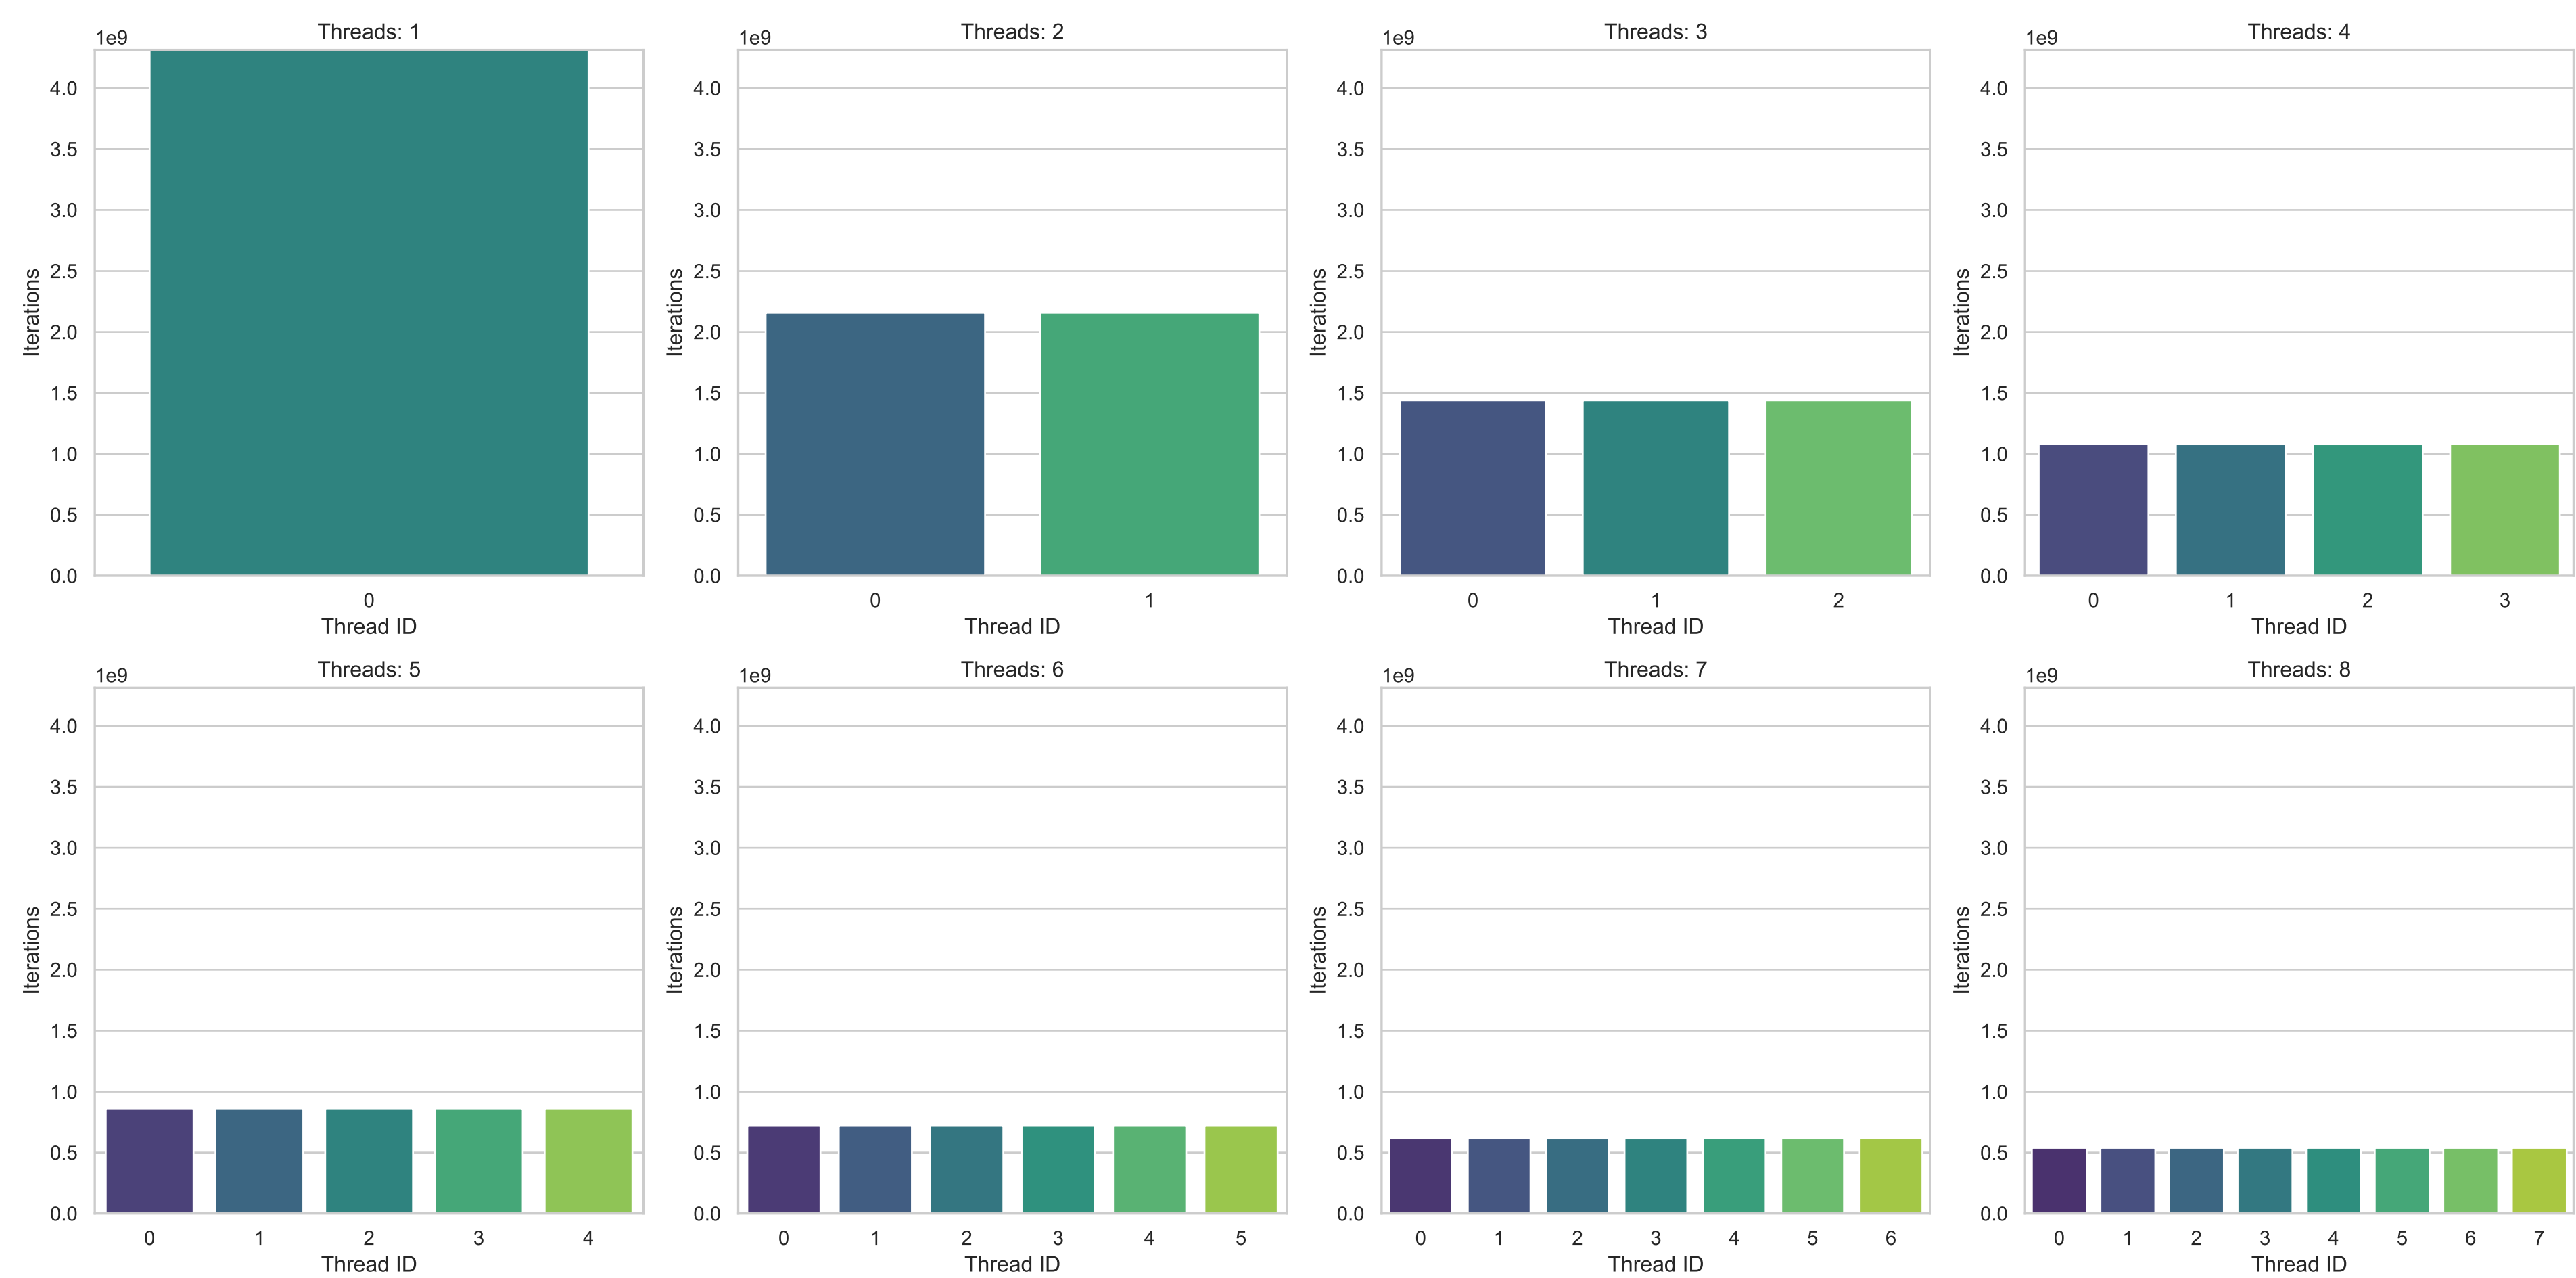 Threads: 1
1e9
4.0
3.5
3.0
2.5
2.0
1.5
1.0
0.5
0.0
Iterations
0
Thread ID
Threads: 2
1e9
4.0
3.5
3.0
2.5
2.0
1.5
1.0
0.5
0.0
Iterations
0 1
Thread ID
Threads: 3
1e9
4.0
3.5
3.0
2.5
2.0
1.5
1.0
0.5
0.0
Iterations
0 1 2
Thread ID
Threads: 4
1e9
4.0
3.5
3.0
2.5
2.0
1.5
1.0
0.5
0.0
Iterations
0 1 2 3
Thread ID
Threads: 5
1e9
4.0
3.5
3.0
2.5
2.0
1.5
1.0
0.5
0.0
Iterations
0 1 2 3 4
Thread ID
Threads: 6
1e9
4.0
3.5
3.0
2.5
2.0
1.5
1.0
0.5
0.0
Iterations
0 1 2 3 4 5
Thread ID
Threads: 7
1e9
4.0
3.5
3.0
2.5
2.0
1.5
1.0
0.5
0.0
Iterations
0 1 2 3 4 5 6
Thread ID
Threads: 8
1e9
4.0
3.5
3.0
2.5
2.0
1.5
1.0
0.5
0.0
Iterations
0 1 2 3 4 5 6 7
Thread ID